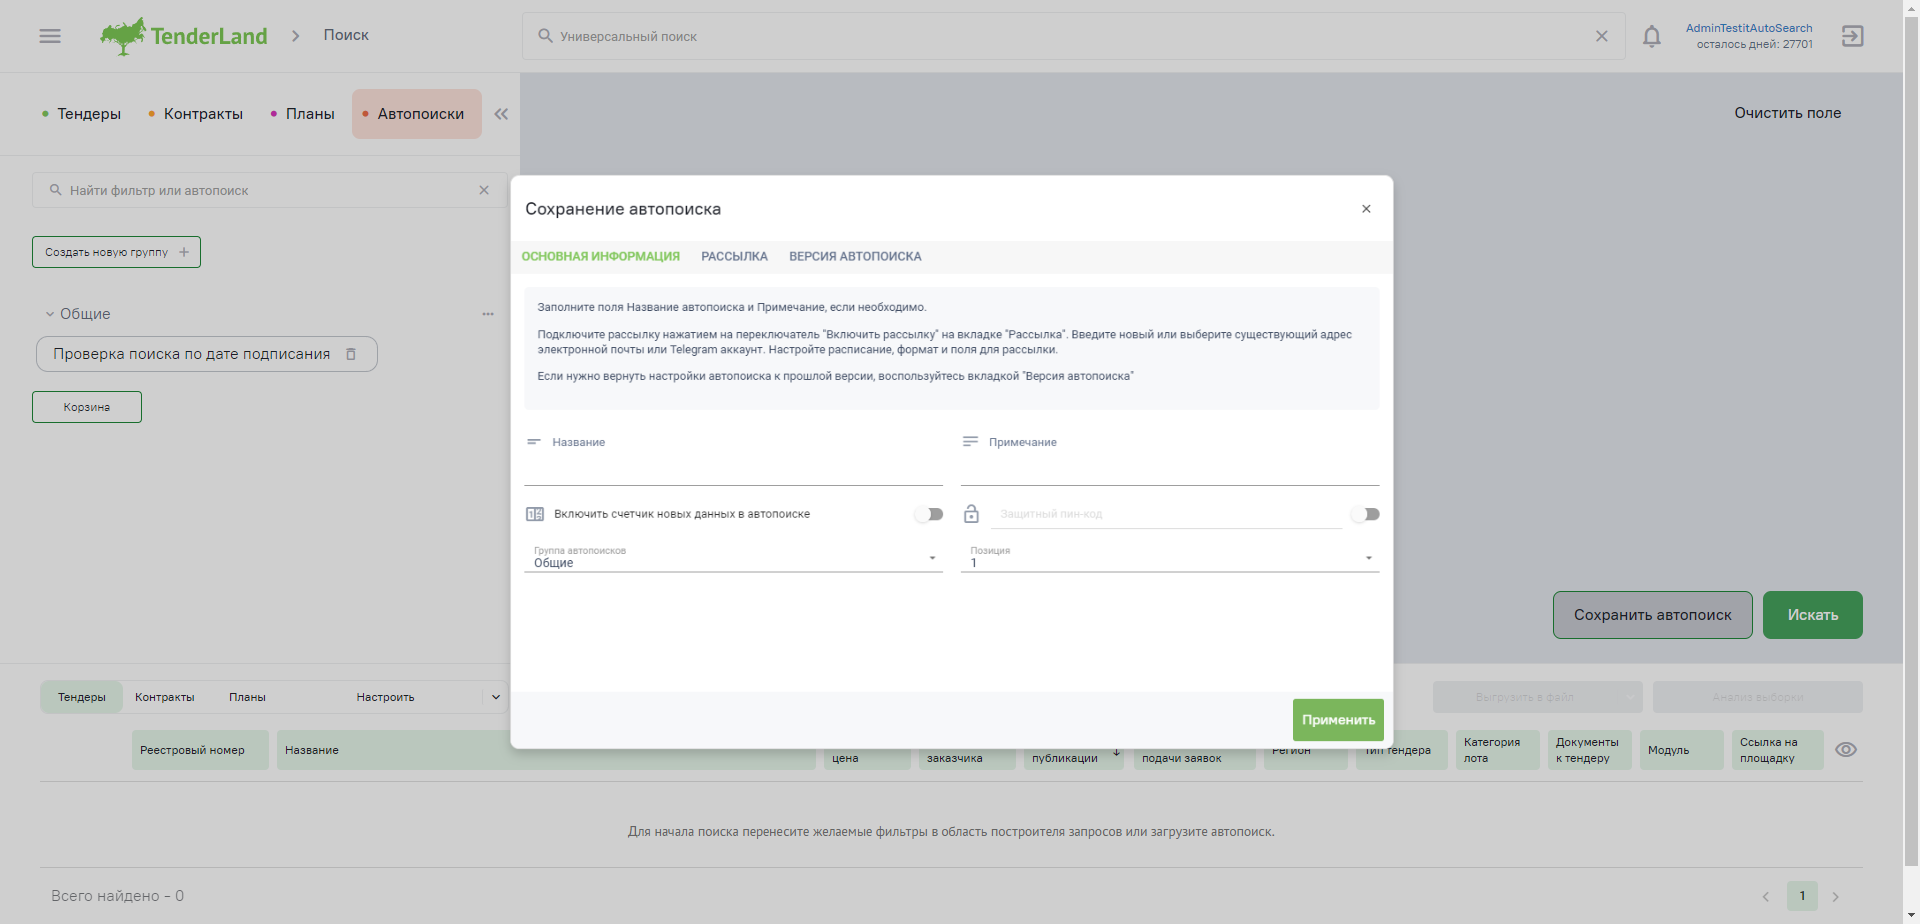 TenderLand
Поиск
Универсальный поиск
AdminTestitAutoSearch
осталось дней: 27701
Тендеры
Контракты
Планы
Автопоиски
Очистить поле
Найти фильтр или автопоиск
Создать новую группу
Общие
Проверка поиска по дате подписания
Корзина
Сохранение автопоиска
ОСНОВНАЯ ИНФОРМАЦИЯ
РАССЫЛКА
ВЕРСИЯ АВТОПОИСКА
Заполните поля Название автопоиска и Примечание, если необходимо.
Подключите рассылку нажатием на переключатель "Включить рассылку" на вкладке "Рассылка". Введите новый или выберите существующий адрес
электронной почты или Telegram аккаунт. Настройте расписание, формат и поля для рассылки.
Если нужно вернуть настройки автопоиска к прошлой версии, воспользуйтесь вкладкой "Версия автопоиска"
Название
Примечание
Включить счетчик новых данных в автопоиске
Защитный пин-код
Группа автопоисков
Общие
Позиция
1
Применить
Сохранить автопоиск
Искать
Тендеры
Контракты
Планы
Настроить
Выгрузить в файл
Анализ выборки
Реестровый номер
Название
цена
заказчика
публикации
подачи заявок
Регион
Тип тендера
Категория
лота
Документы
к тендеру
Модуль
Ссылка на
площадку
Для начала поиска перенесите желаемые фильтры в область построителя запросов или загрузите автопоиск.
Всего найдено - 0
1